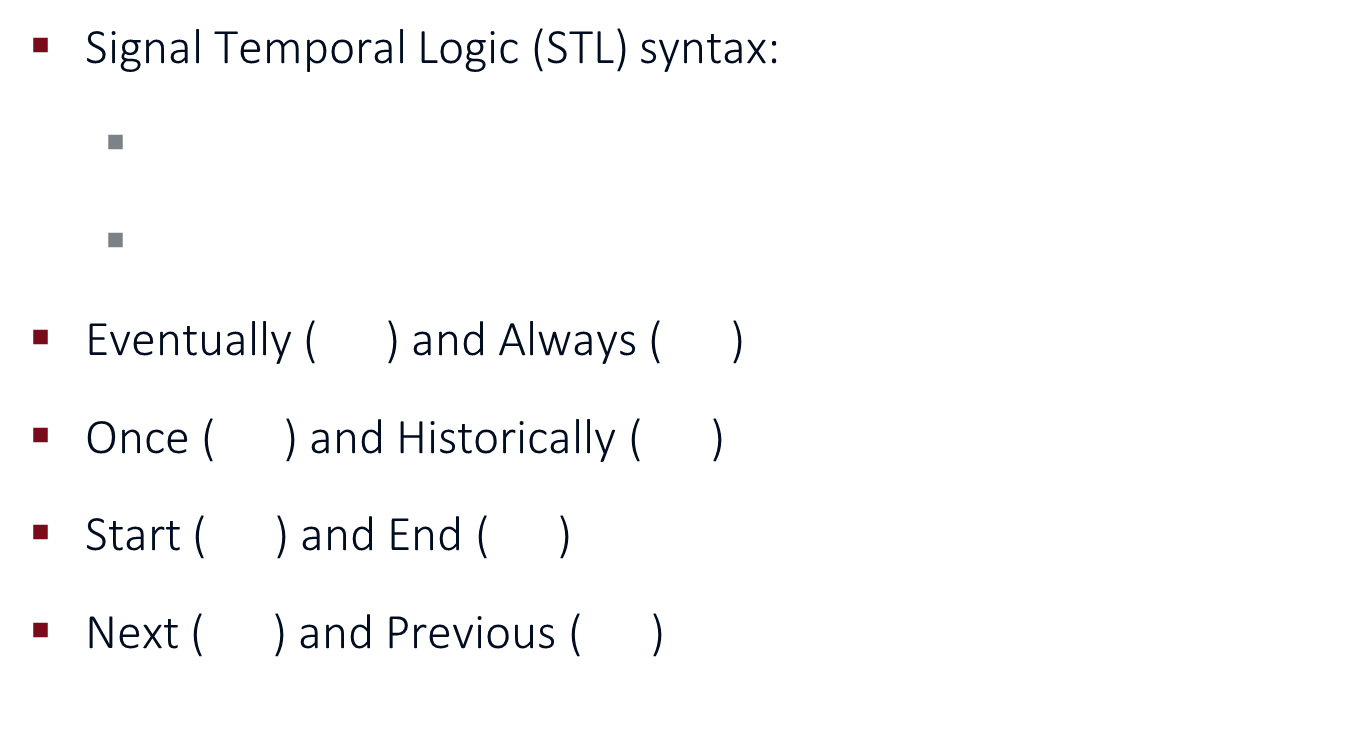 Signal Temporal Logic (STL) syntax:
Eventually ( ) and Always ( )
Once ( ) and Historically ( )
Start ( ) and End ( )
Next ( ) and Previous ( )